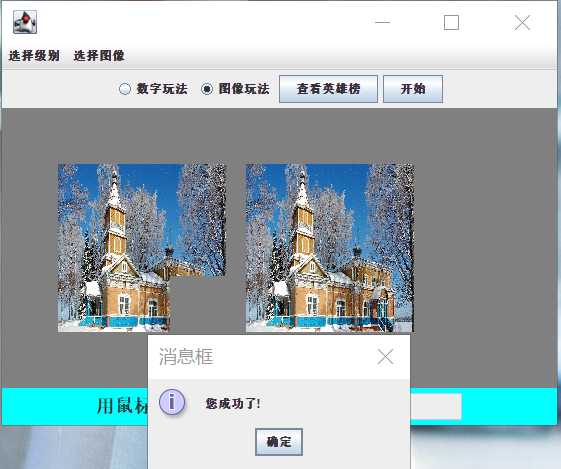 选择级别 选择图像
数字玩法 图像玩法 查看英雄榜 开始
消息框
您成功了!
用鼠标
确定